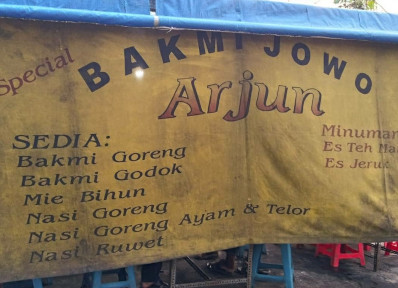 Special
BAKMI JOWO
Arjun
SEDIA:
Bakmi Goreng
Bakmi Godok
Mie Bihun
Nasi Goreng
Nasi Goreng Ayam & Telor
Nasi Ruwet
Minuman
Es Teh
Es